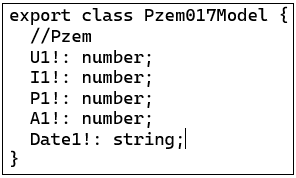 export class Pzem017Model {
//Pzem
U1!: number;
I1!: number;
P1!: number;
A1!: number;
Date1!: string;
}